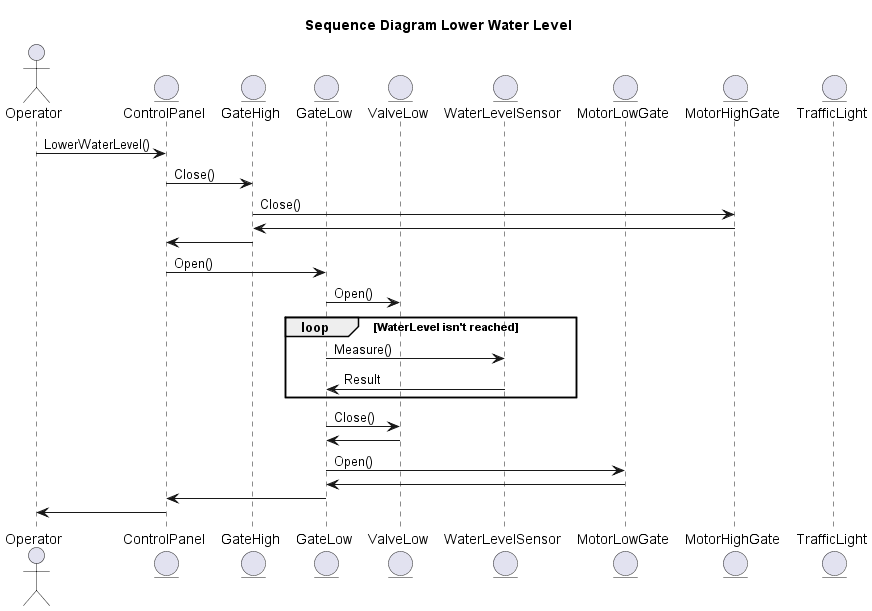 Sequence Diagram Lower Water Level
Operator ControlPanel GateHigh GateLow ValveLow WaterLevelSensor MotorLowGate MotorHighGate TrafficLight
LowerWaterLevel()
Close()
Close()
Open()
Open()
loop [WaterLevel isn't reached]
Measure()
Result
Close()
Open()
Operator ControlPanel GateHigh GateLow ValveLow WaterLevelSensor MotorLowGate MotorHighGate TrafficLight